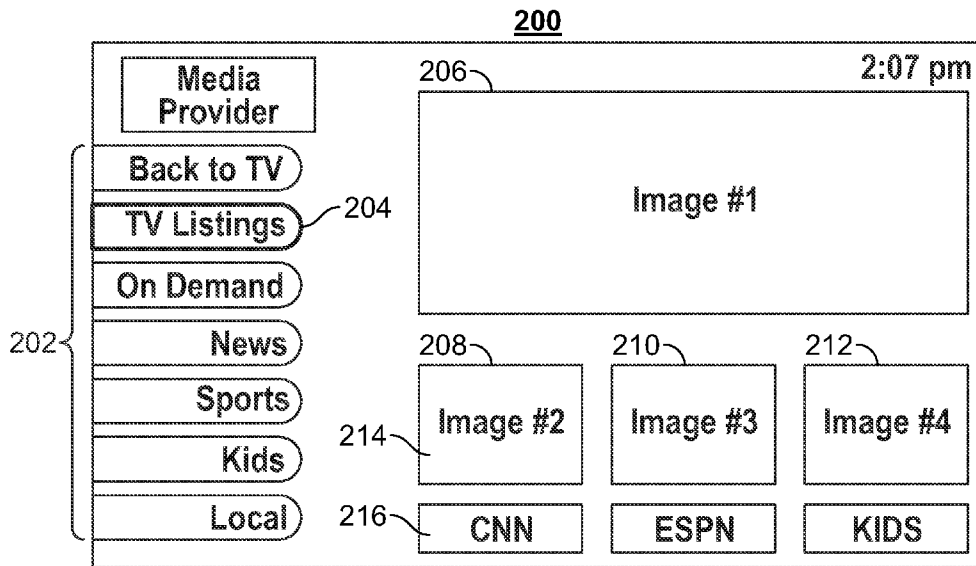 200
2:07 pm
Media
Provider
206
Image #1
202
Back to TV
TV Listings
204
On Demand
News
Sports
Kids
Local
208
210
212
Image #2
Image #3
Image #4
214
216
CNN
ESPN
KIDS